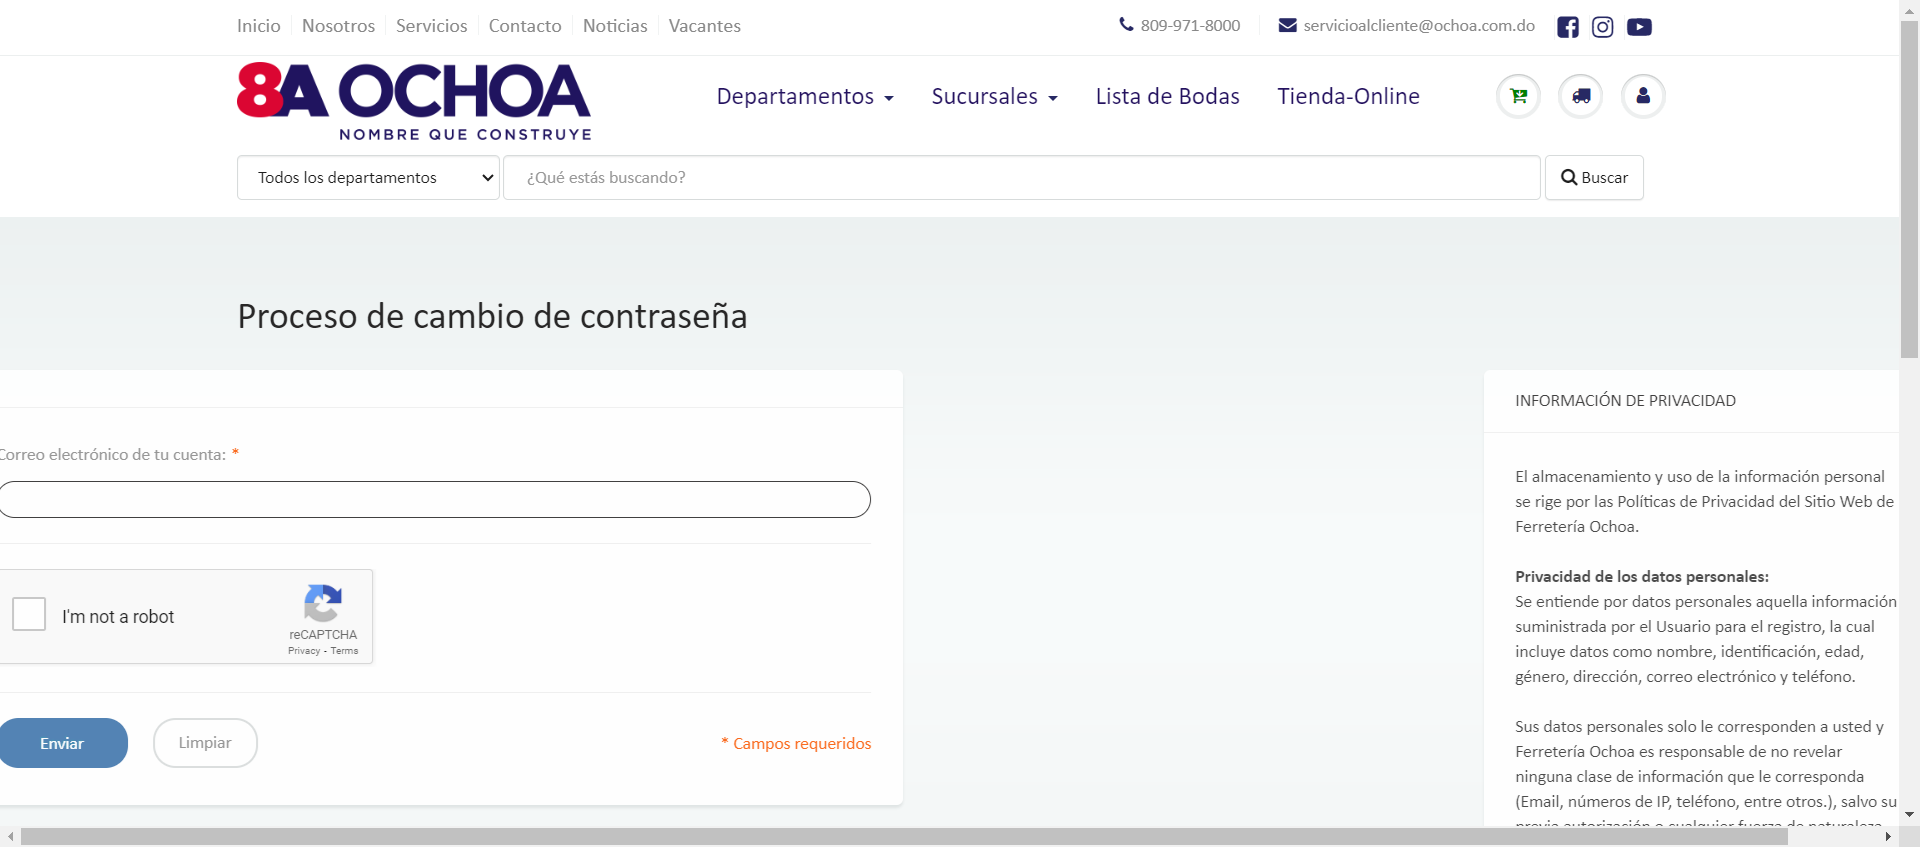 Inicio Nosotros Servicios Contacto Noticias Vacantes 809-971-8000 servicioalcliente@ochoa.com.do
8A OCHOA
NOMBRE QUE CONSTRUYE
Departamentos Sucursales Lista de Bodas Tienda-Online
Todos los departamentos ¿Qué estás buscando? Buscar
Proceso de cambio de contraseña
Correo electrónico de tu cuenta: *
I'm not a robot
reCAPTCHA
Privacy - Terms
Enviar Limpiar * Campos requeridos
INFORMACIÓN DE PRIVACIDAD
El almacenamiento y uso de la información personal
se rige por las Políticas de Privacidad del Sitio Web de
Ferretería Ochoa.
Privacidad de los datos personales:
Se entiende por datos personales aquella información
suministrada por el Usuario para el registro, la cual
incluye datos como nombre, identificación, edad,
género, dirección, correo electrónico y teléfono.
Sus datos personales solo le corresponden a usted y
Ferretería Ochoa es responsable de no revelar
ninguna clase de información que le corresponda
(Email, números de IP, teléfono, entre otros.), salvo su
previa autorización o cualquier fuerza de naturaleza